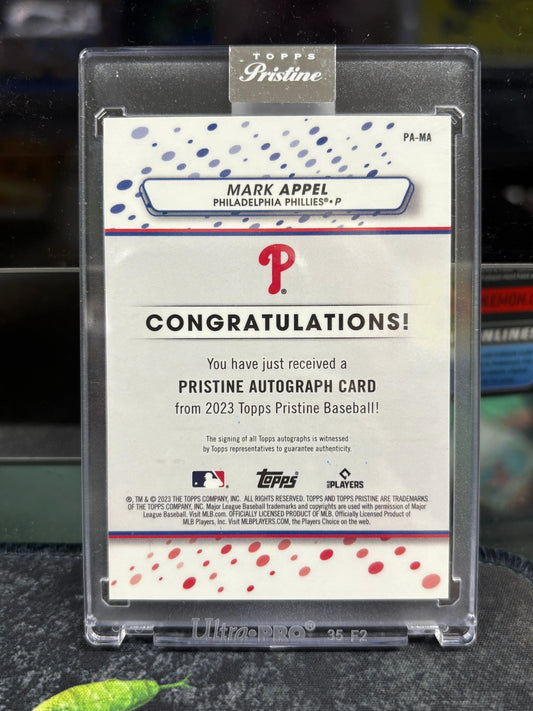 TOPPS
Pristine
PA-MA
MARK APPEL
PHILADELPHIA PHILLIES®•P
P
®
CONGRATULATIONS!
You have just received a
PRISTINE AUTOGRAPH CARD
from 2023 Topps Pristine Baseball!
The signing of all Topps autographs is witnessed
by Topps representatives to guarantee authenticity.
Topps
MLB PLAYERS
®, TM & © 2023 THE TOPPS COMPANY, INC. ALL RIGHTS RESERVED. TOPPS AND TOPPS PRISTINE ARE TRADEMARKS
OF THE TOPPS COMPANY, INC. Major League Baseball trademarks and copyrights are used with permission of Major
League Baseball. Visit MLB.com. OFFICIALLY LICENSED PRODUCT OF MLB. Officially Licensed Product of
MLB Players, Inc. Visit MLBPLAYERS.COM, the Players Choice on the web.
Ultra•PRO® 35 F2